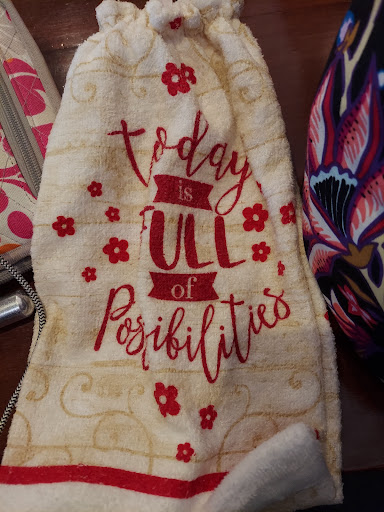 today
is
FULL
of
Possibilities